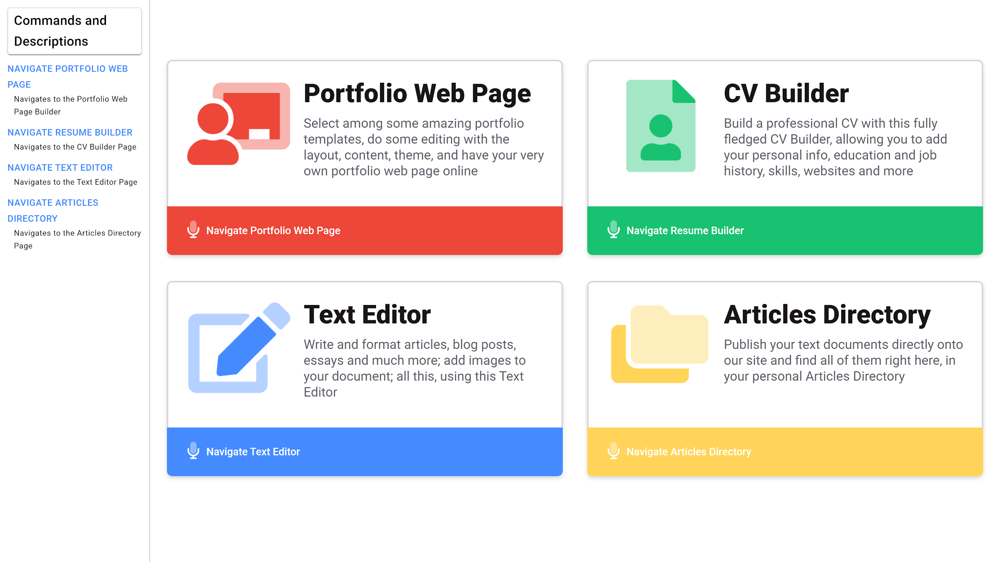 Commands and
Descriptions
NAVIGATE PORTFOLIO WEB
PAGE
Navigates to the Portfolio Web
Page Builder
NAVIGATE RESUME BUILDER
Navigates to the CV Builder Page
NAVIGATE TEXT EDITOR
Navigates to the Text Editor Page
NAVIGATE ARTICLES
DIRECTORY
Navigates to the Articles Directory
Page
Portfolio Web Page
Select among some amazing portfolio
templates, do some editing with the
layout, content, theme, and have your very
own portfolio web page online
Navigate Portfolio Web Page
CV Builder
Build a professional CV with this fully
fledged CV Builder, allowing you to add
your personal info, education and job
history, skills, websites and more
Navigate Resume Builder
Text Editor
Write and format articles, blog posts,
essays and much more; add images to
your document; all this, using this Text
Editor
Navigate Text Editor
Articles Directory
Publish your text documents directly onto
our site and find all of them right here, in
your personal Articles Directory
Navigate Articles Directory